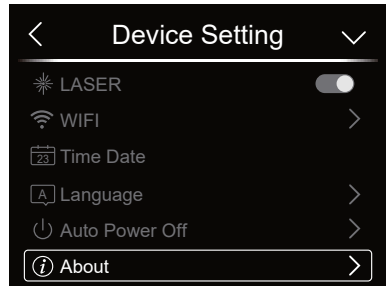 Device Setting
LASER
WIFI
23 Time Date
A Language
Auto Power Off
i About